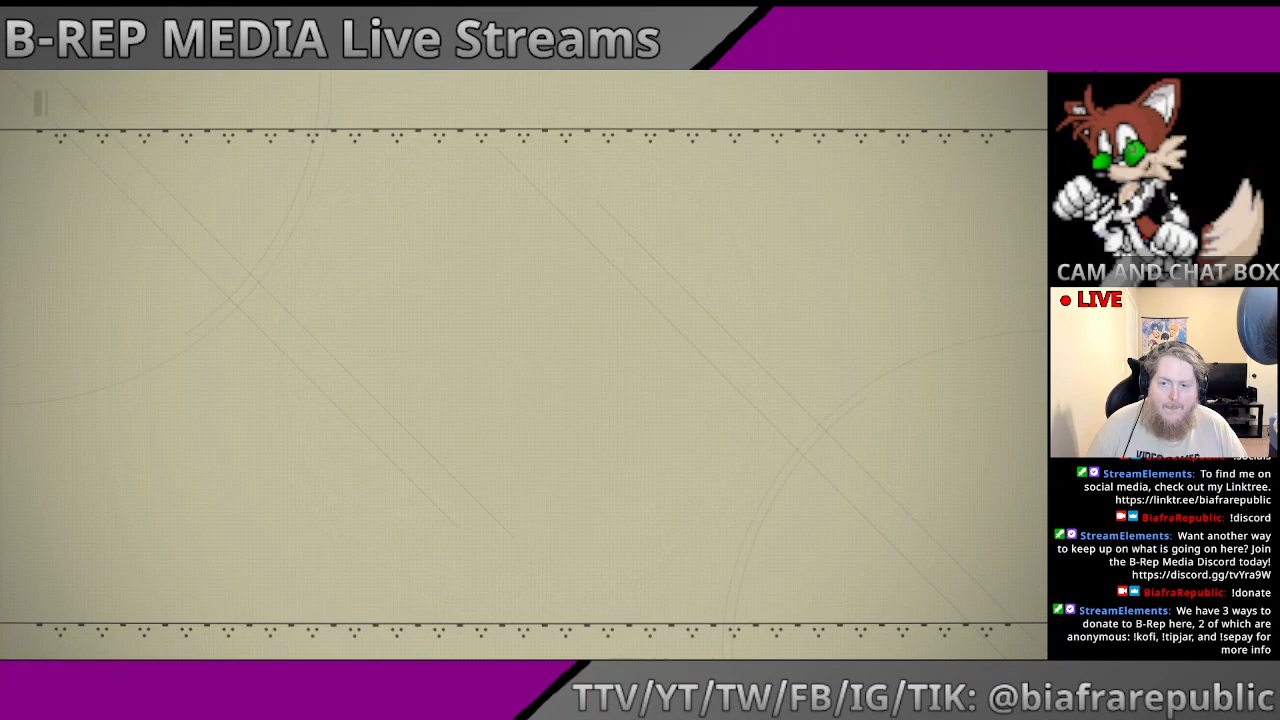 B-REP MEDIA Live Streams
CAM AND CHAT BOX
LIVE
StreamElements: To find me on
social media, check out my Linktree.
https://linktr.ee/biafrarepublic
BiafraRepublic: !discord
StreamElements: Want another way
to keep up on what is going on here? Join
the B-Rep Media Discord today!
https://discord.gg/tvYra9W
BiafraRepublic: !donate
StreamElements: We have 3 ways to
donate to B-Rep here, 2 of which are
anonymous: !kofi, !tipjar, and !sepay for
more info
TTV/YT/TW/FB/IG/TIK: @biafrarepublic